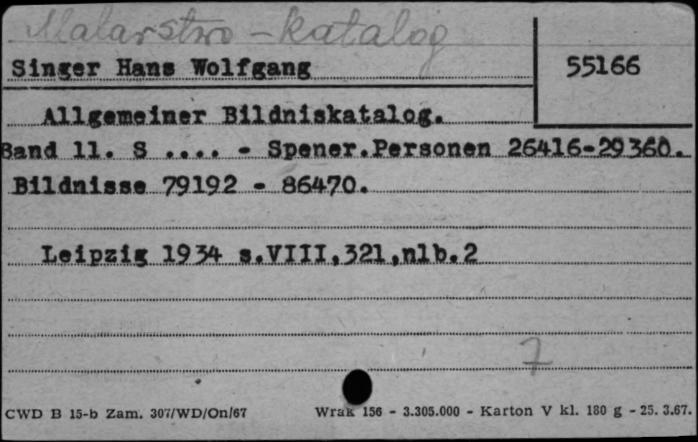 Malarstwo - katalog
Singer Hans Wolfgang
55166
Allgemeiner Bildniskatalog.
Band 11. S .... - Spener.Personen 26416-29360.
Bildnisse 79192 - 86470.
Leipzig 1934 s.VIII,321,nlb.2
7
CWD B 15-b Zam. 307/WD/On/67
Wrak 156 - 3.305.000 - Karton V kl. 180 g - 25. 3.67.